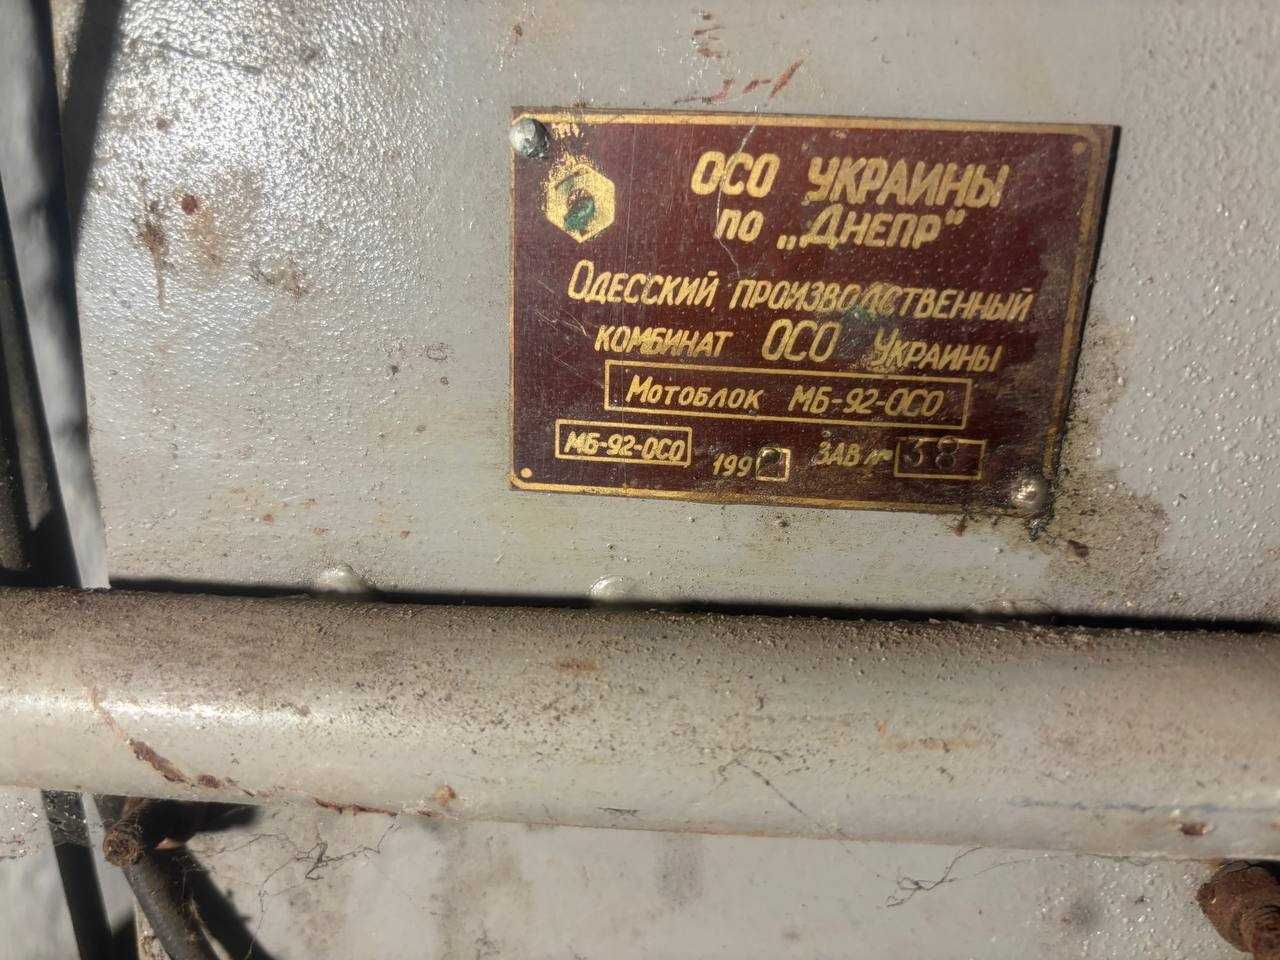 ОСО УКРАИНЫ
ПО „ДНЕПР“
ОДЕССКИЙ ПРОИЗВОДСТВЕННЫЙ
КОМБИНАТ ОСО УКРАИНЫ
МОТОБЛОК МБ-92-ОСО
МБ-92-ОСО 199 ЗАВ № 38